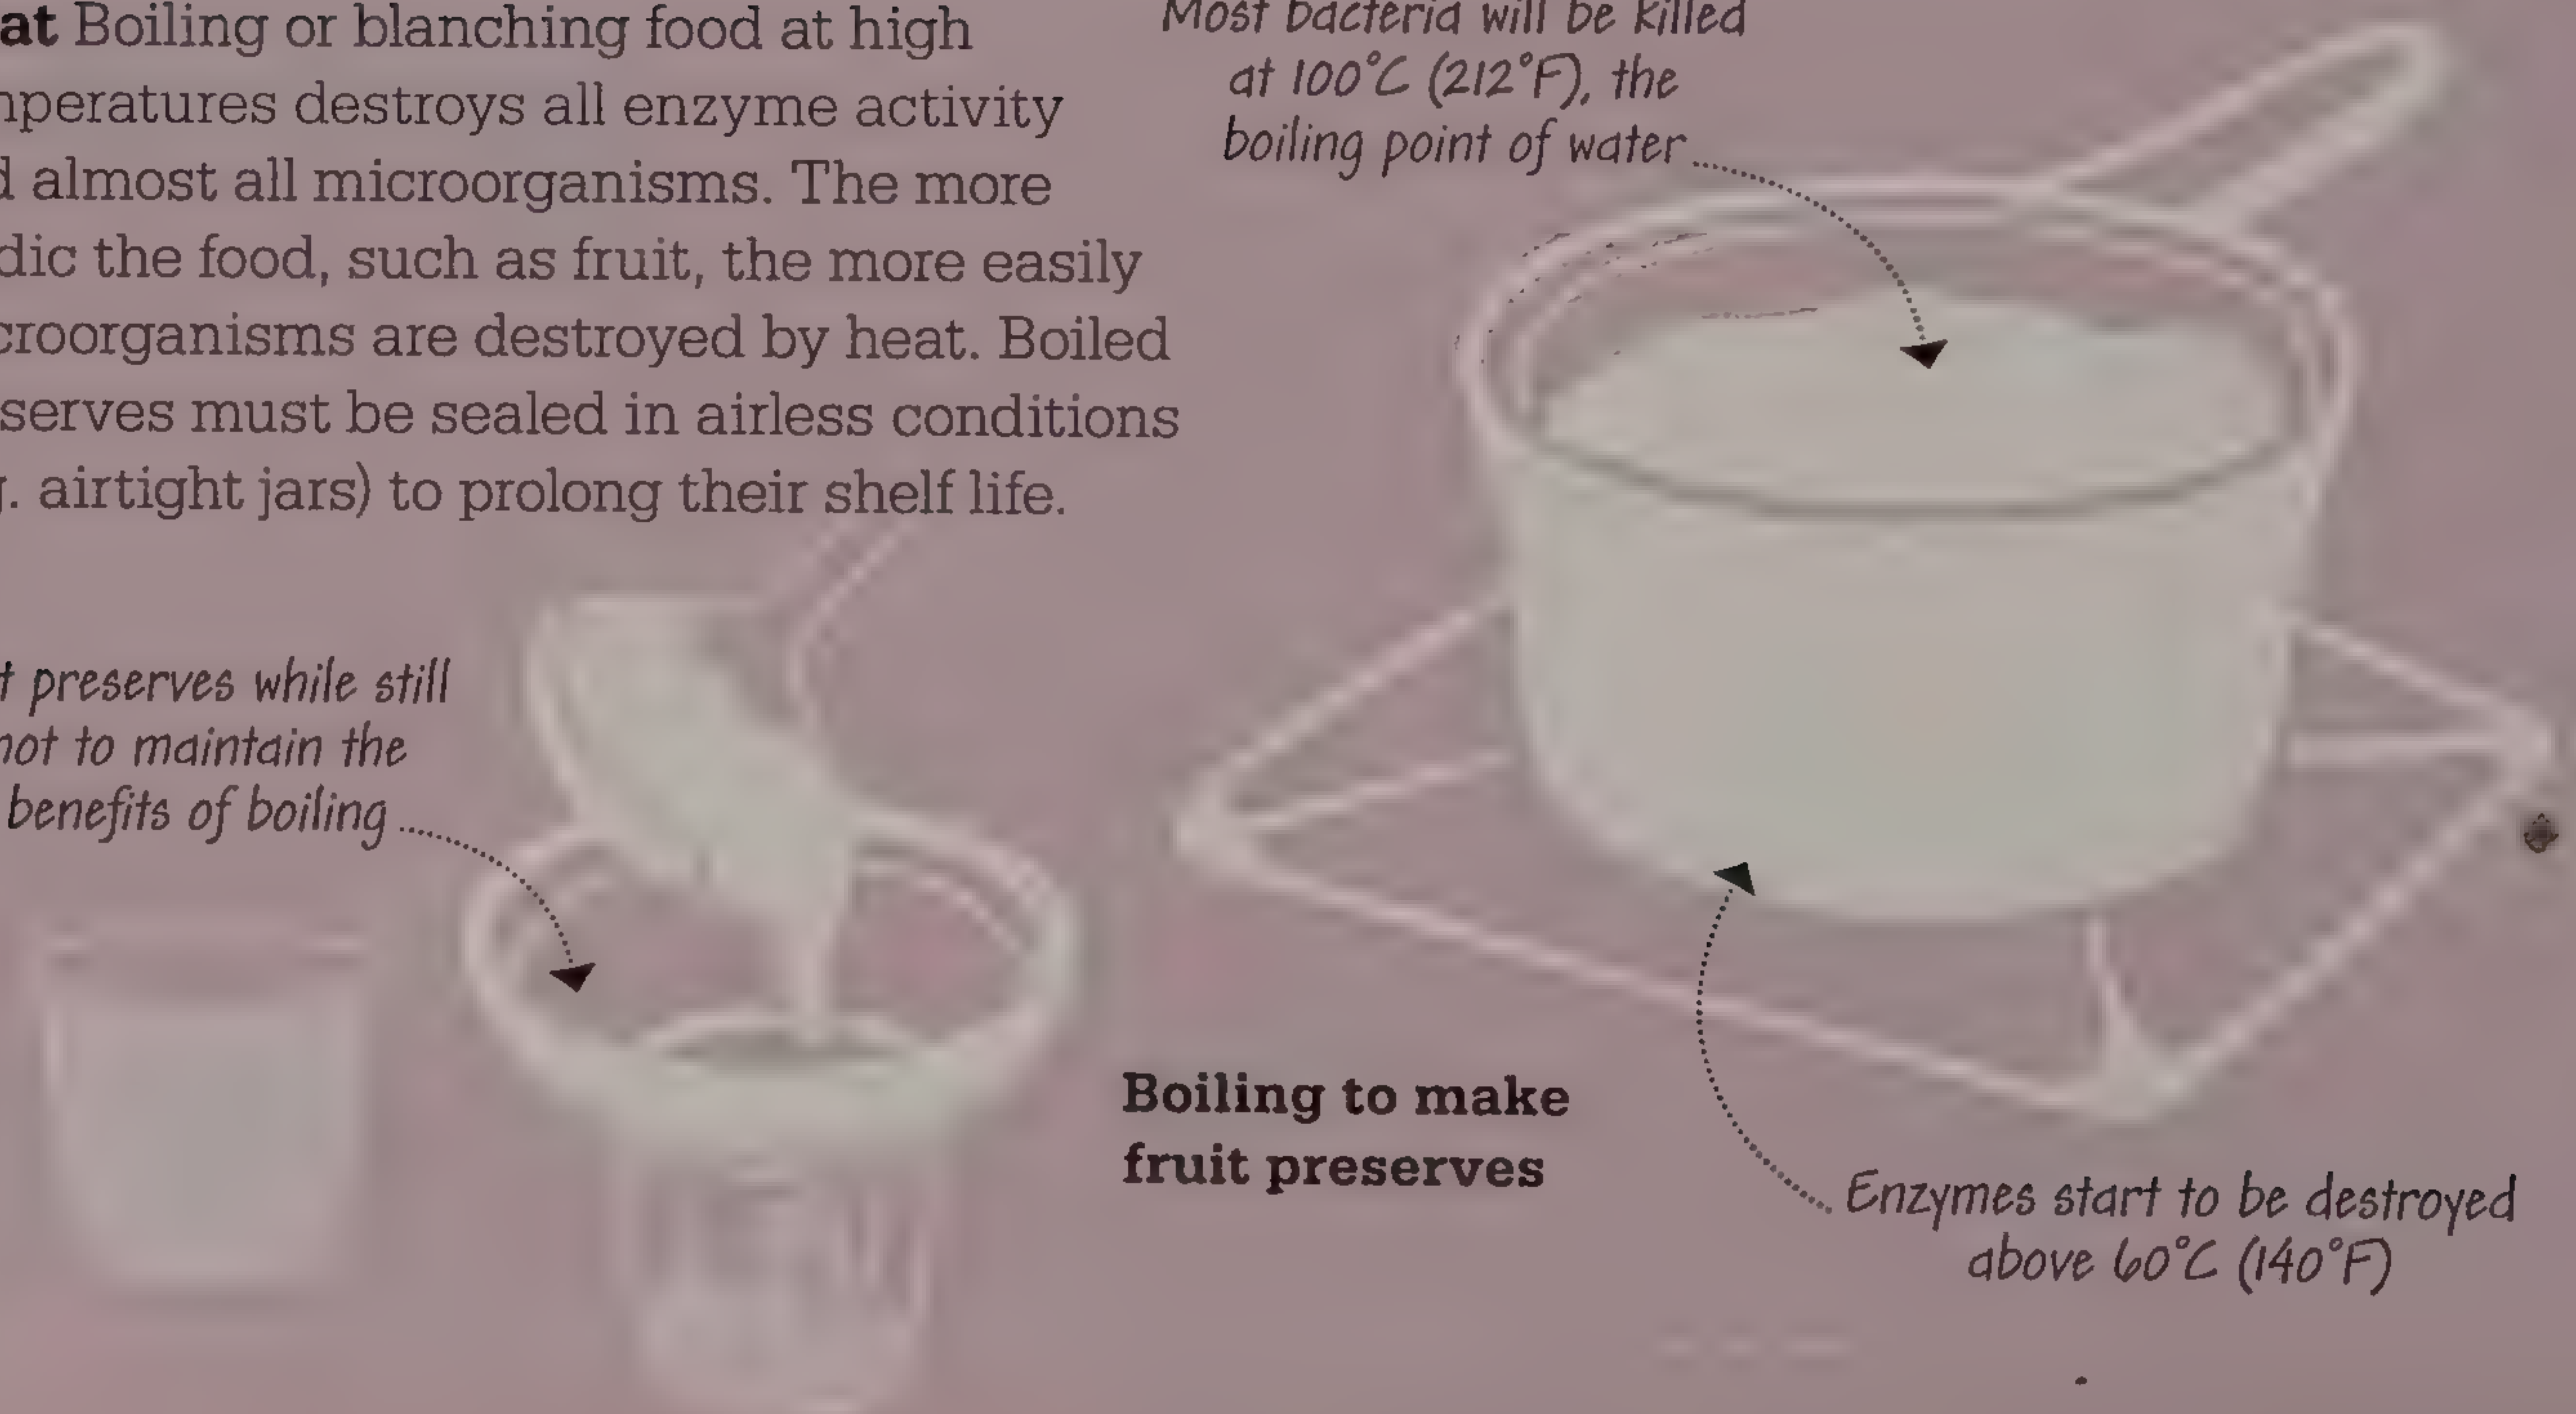 at Boiling or blanching food at high
mperatures destroys all enzyme activity
d almost all microorganisms. The more
dic the food, such as fruit, the more easily
croorganisms are destroyed by heat. Boiled
serves must be sealed in airless conditions
g. airtight jars) to prolong their shelf life.
Most bacteria will be killed
at 100°C (212°F), the
boiling point of water
t preserves while still
hot to maintain the
benefits of boiling
Boiling to make
fruit preserves
Enzymes start to be destroyed
above 60°C (140°F)